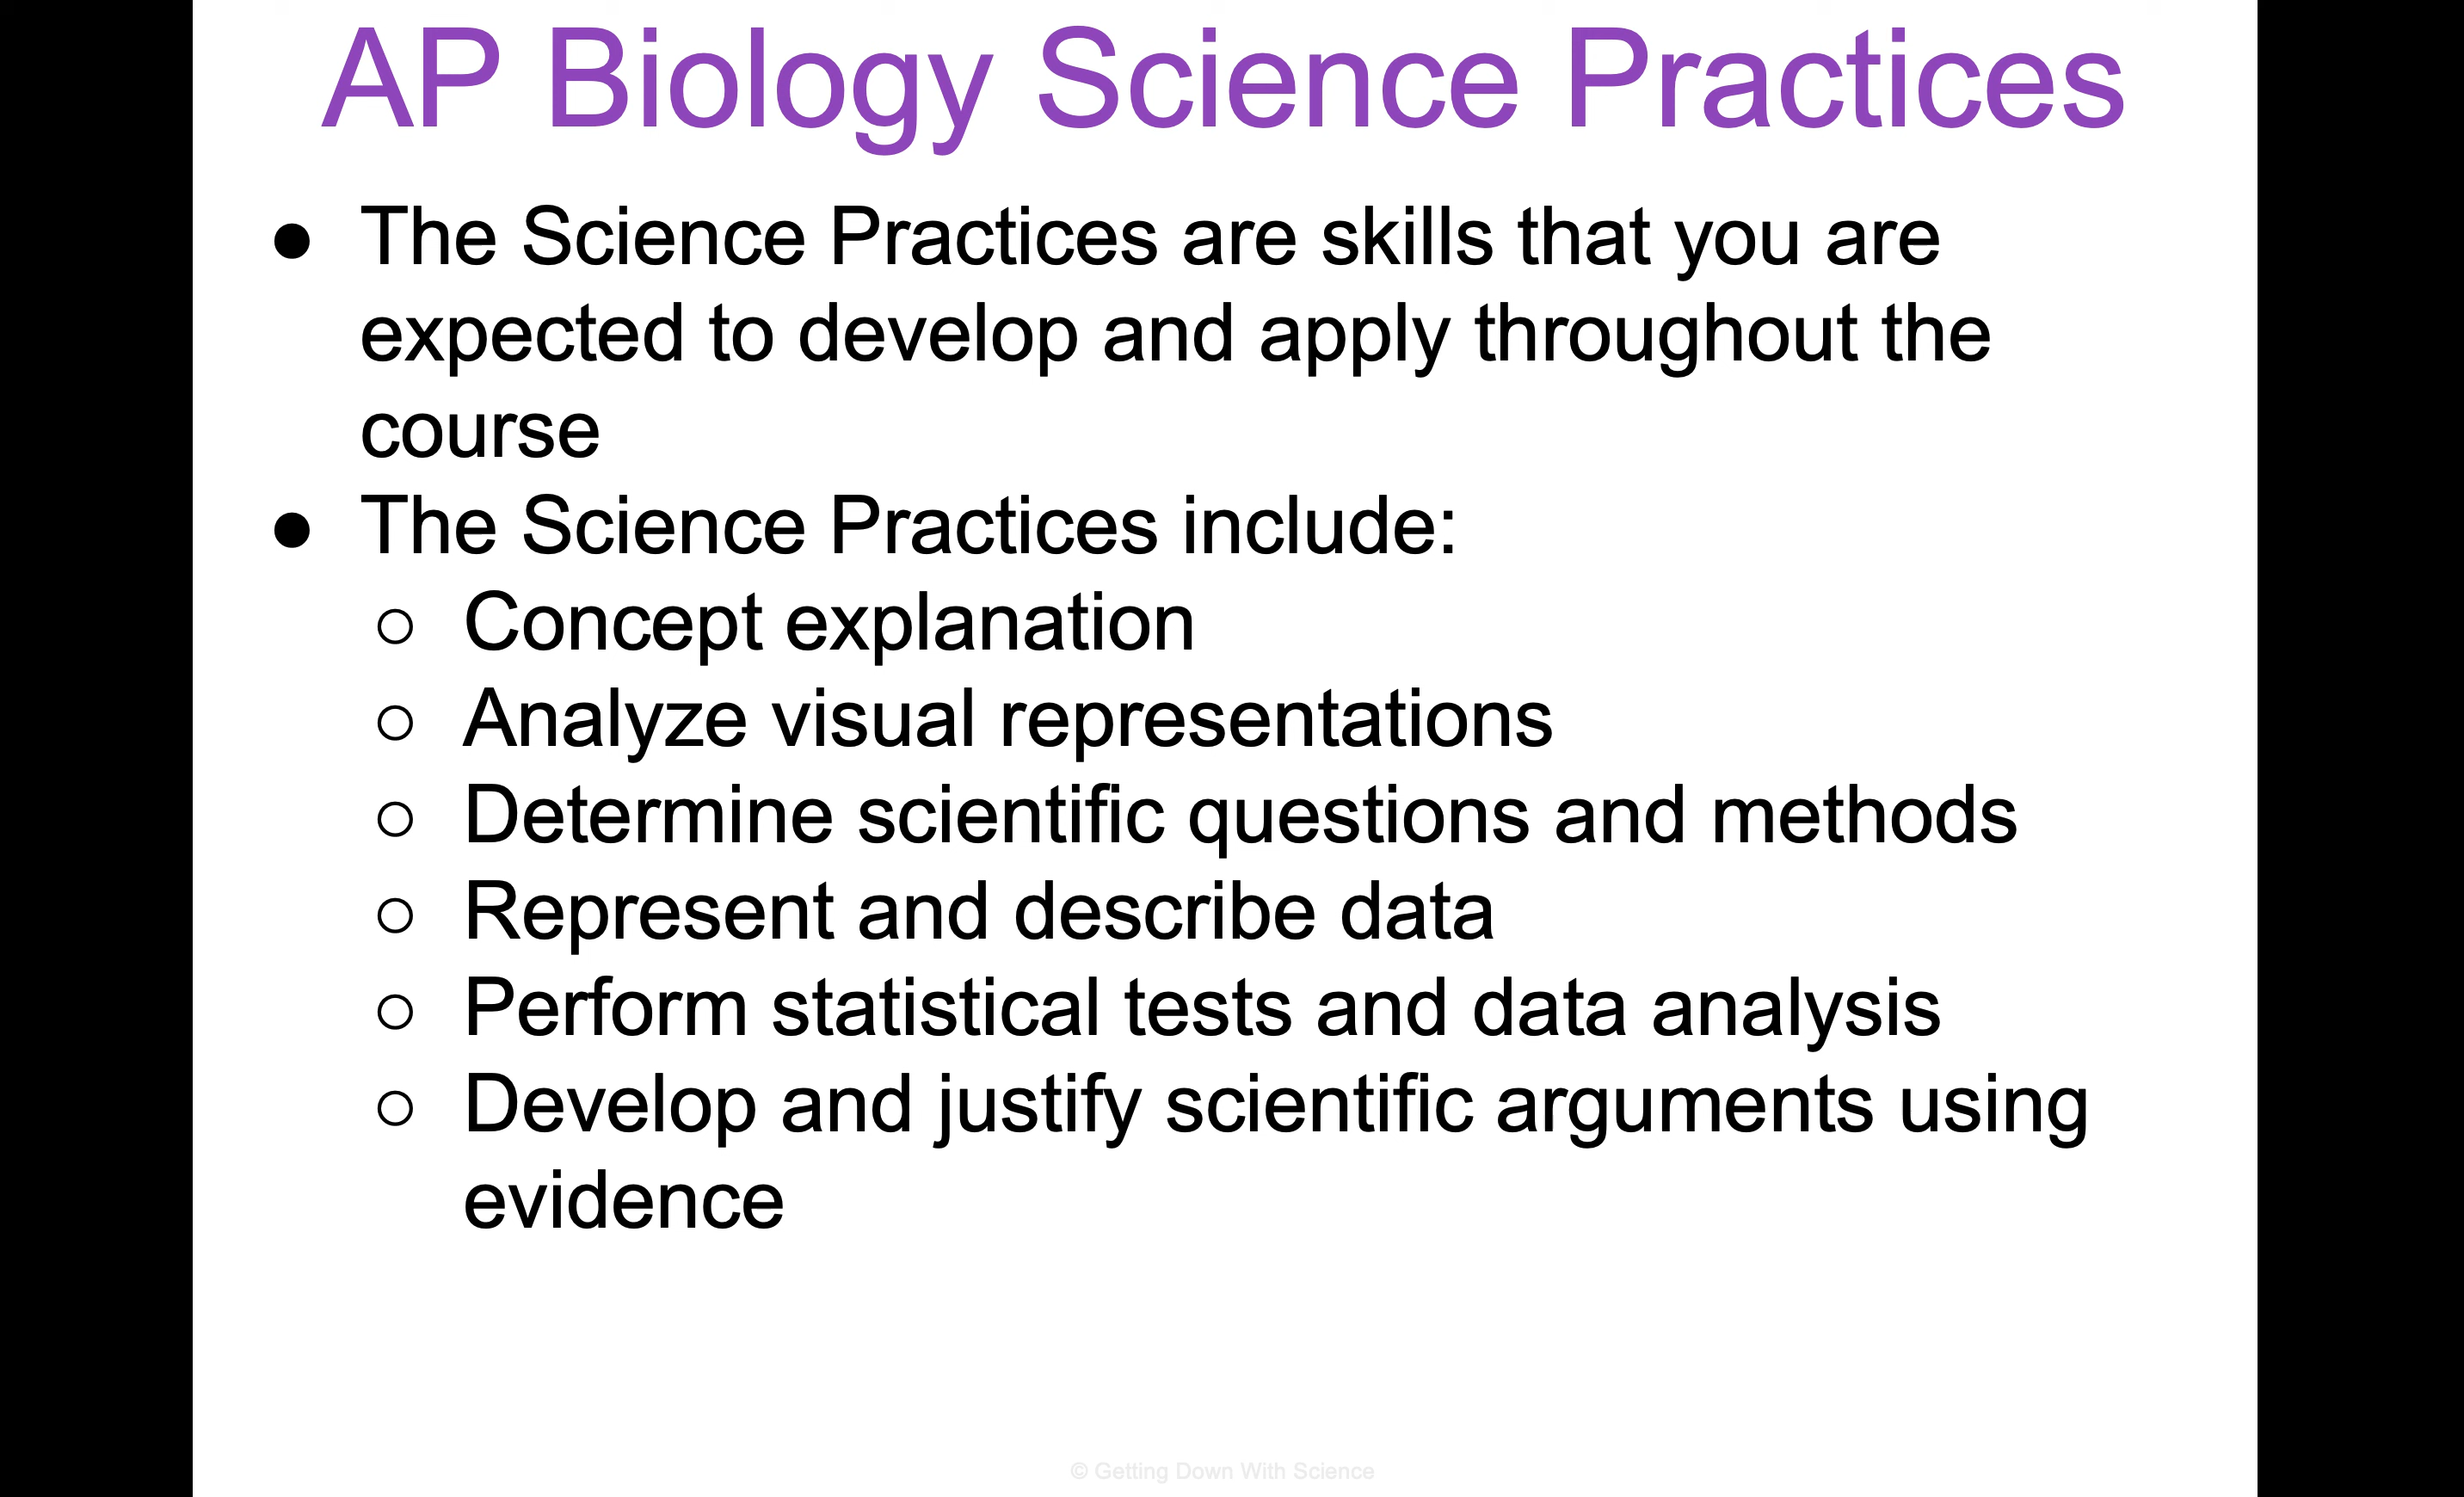 AP Biology Science Practices
● The Science Practices are skills that you are
expected to develop and apply throughout the
course
● The Science Practices include:
○ Concept explanation
○ Analyze visual representations
○ Determine scientific questions and methods
○ Represent and describe data
○ Perform statistical tests and data analysis
○ Develop and justify scientific arguments using
evidence
© Getting Down With Science